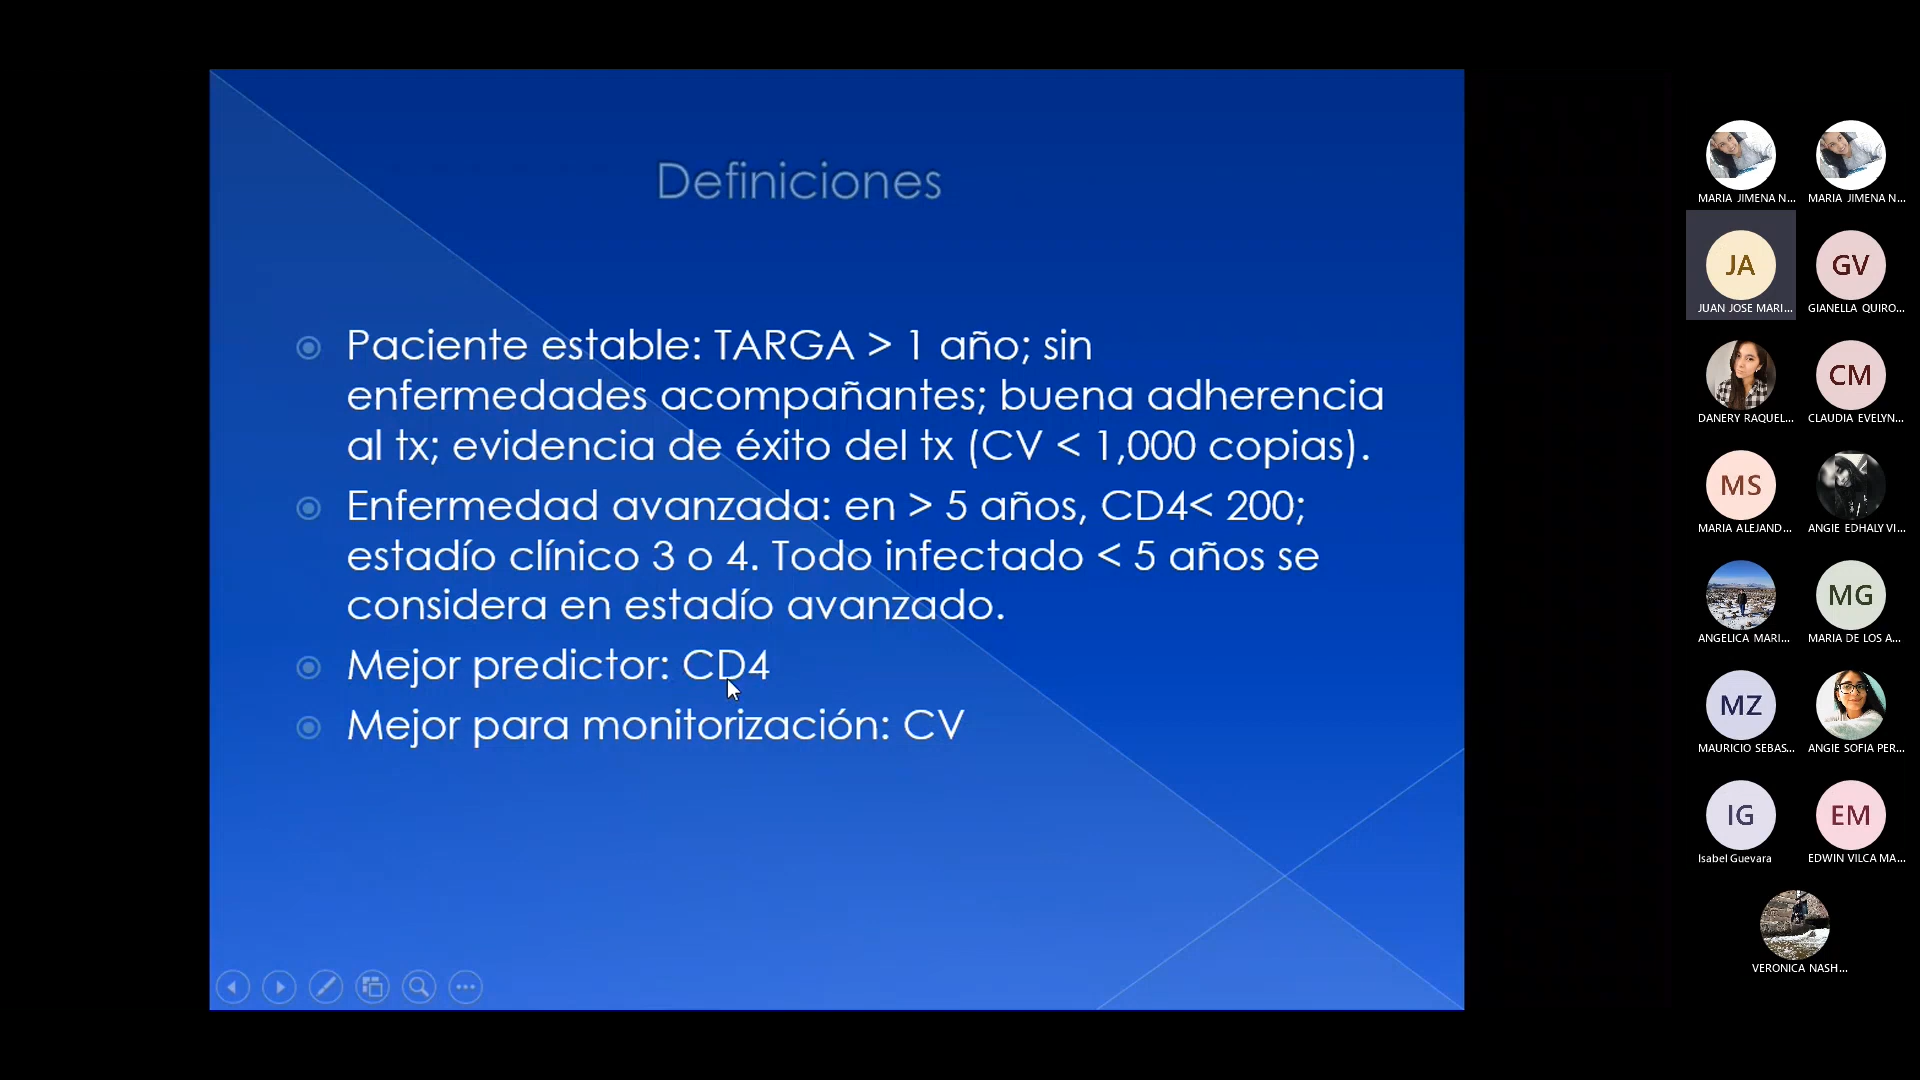 Definiciones
Paciente estable: TARGA > 1 año; sin
enfermedades acompañantes; buena adherencia
al tx; evidencia de éxito del tx (CV < 1,000 copias).
Enfermedad avanzada: en > 5 años, CD4< 200;
estadío clínico 3 o 4. Todo infectado < 5 años se
considera en estadío avanzado.
Mejor predictor: CD4
Mejor para monitorización: CV
MARIA JIMENA N...
MARIA JIMENA N...
JA
GV
JUAN JOSE MARI...
GIANELLA QUIRO...
CM
DANERY RAQUEL...
CLAUDIA EVELYN...
MS
MARIA ALEJAND...
ANGIE EDHALY VI...
MG
ANGELICA MARI...
MARIA DE LOS A...
MZ
MAURICIO SEBAS...
ANGIE SOFIA PER...
IG
EM
Isabel Guevara
EDWIN VILCA MA...
VERONICA NASH...